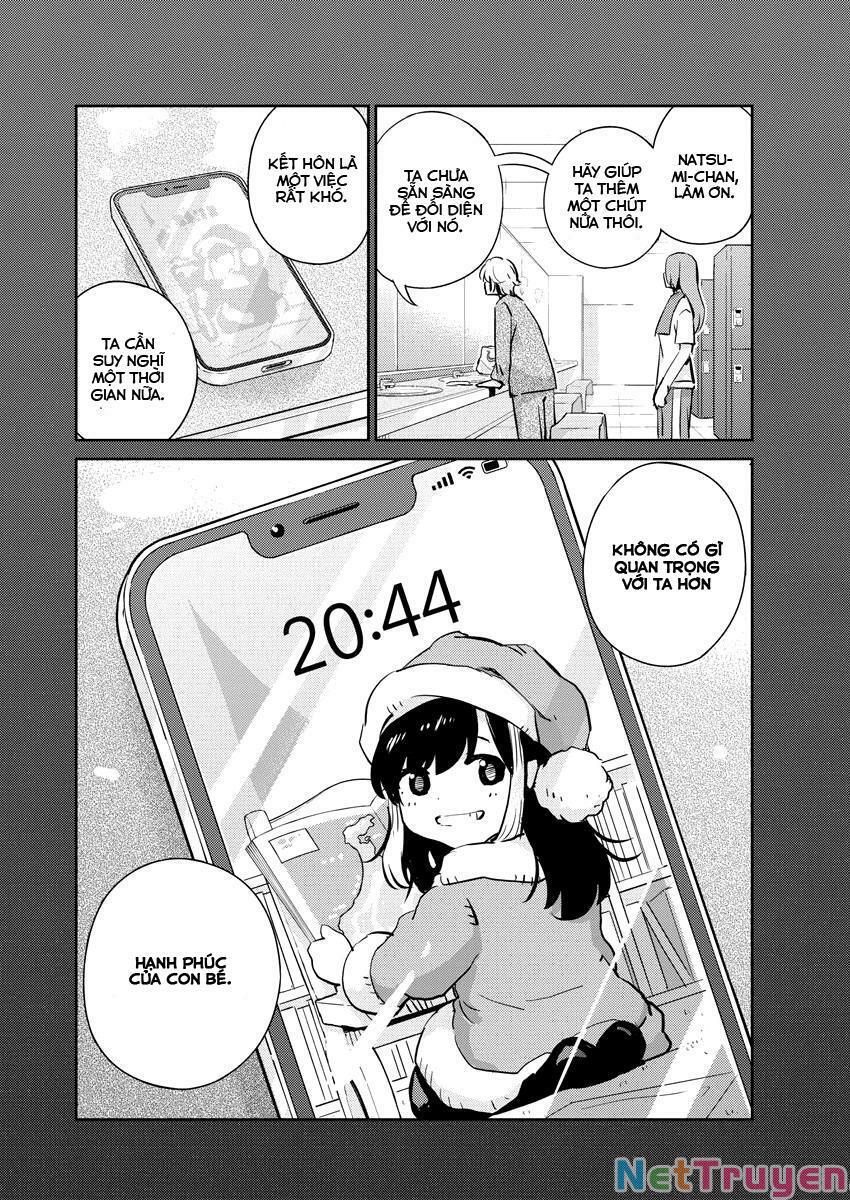 NATSU-
MI-CHAN,
LÀM ƠN.
HÃY GIÚP
TA THÊM
MỘT CHÚT
NỮA THÔI.
TA CHƯA
SẴN SÀNG
ĐỂ ĐỐI DIỆN
VỚI NÓ.
KẾT HÔN LÀ
MỘT VIỆC
RẤT KHÓ.
TA CẦN
SUY NGHĨ
MỘT THỜI
GIAN NỮA.
KHÔNG CÓ GÌ
QUAN TRỌNG
VỚI TA HƠN
20:44
HẠNH PHÚC
CỦA CON BÉ.
NetTruyen